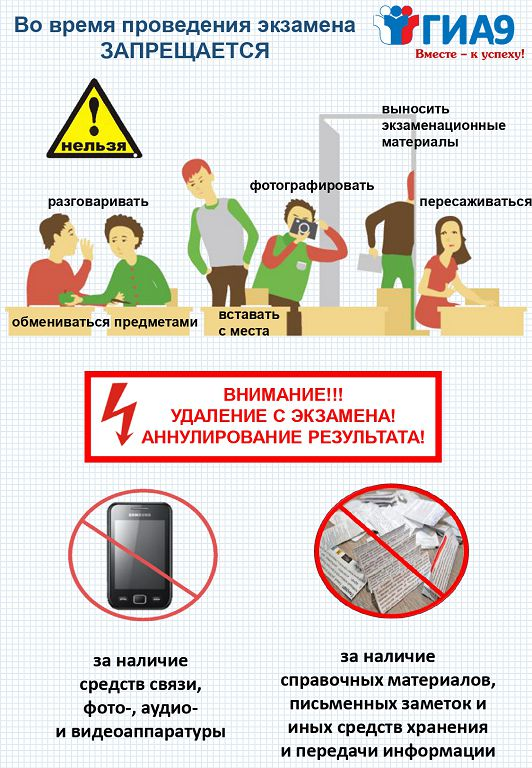 Во время проведения экзамена
ЗАПРЕЩАЕТСЯ
ГИА9
Вместе – к успеху!
нельзя
выносить
экзаменационные
материалы
фотографировать
разговаривать
пересаживаться
обмениваться предметами
вставать
с места
ВНИМАНИЕ!!!
УДАЛЕНИЕ С ЭКЗАМЕНА!
АННУЛИРОВАНИЕ РЕЗУЛЬТАТА!
SAMSUNG
за наличие
средств связи,
фото-, аудио-
и видеоаппаратуры
за наличие
справочных материалов,
письменных заметок и
иных средств хранения
и передачи информации